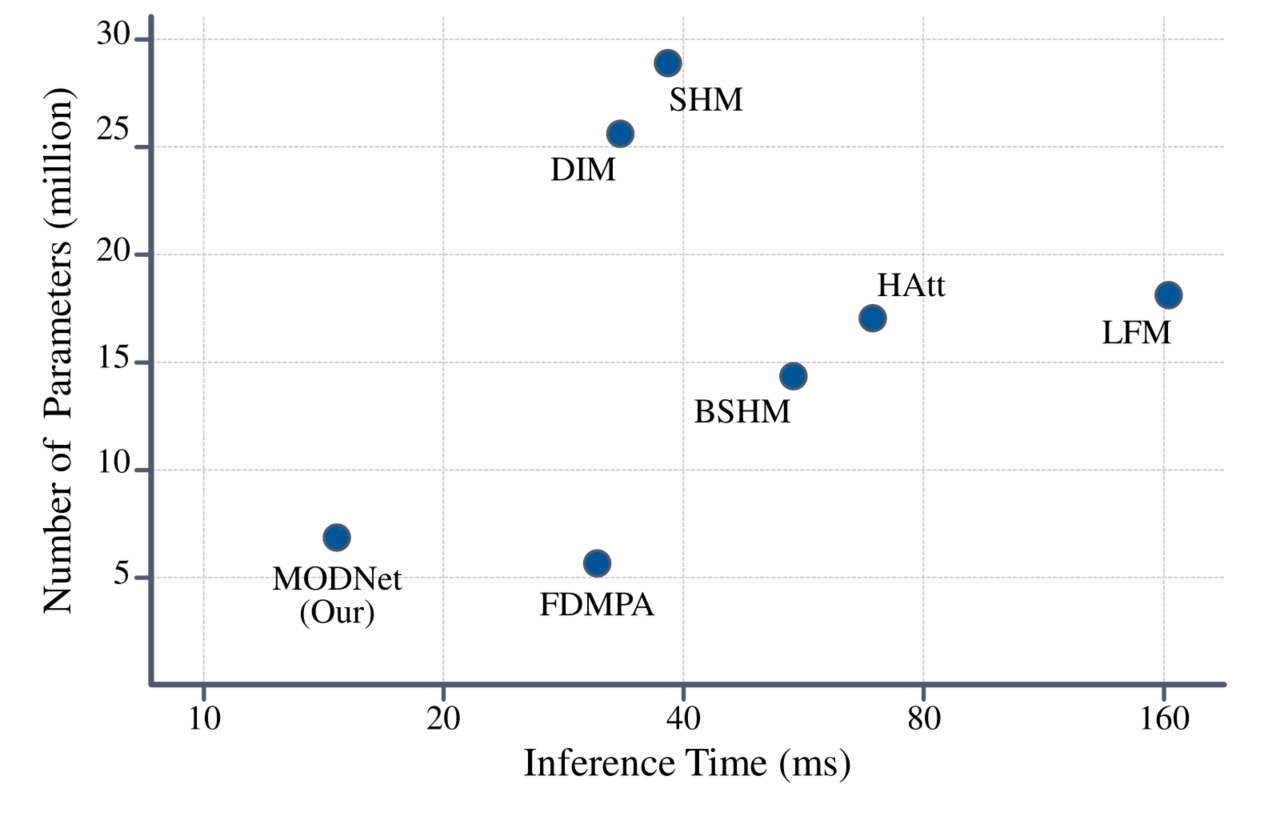 30
SHM
25
DIM
20
HAtt
LFM
15
BSHM
10
MODNet
(Our)
5
FDMPA
Number of Parameters (million)
10 20 40 80 160
Inference Time (ms)